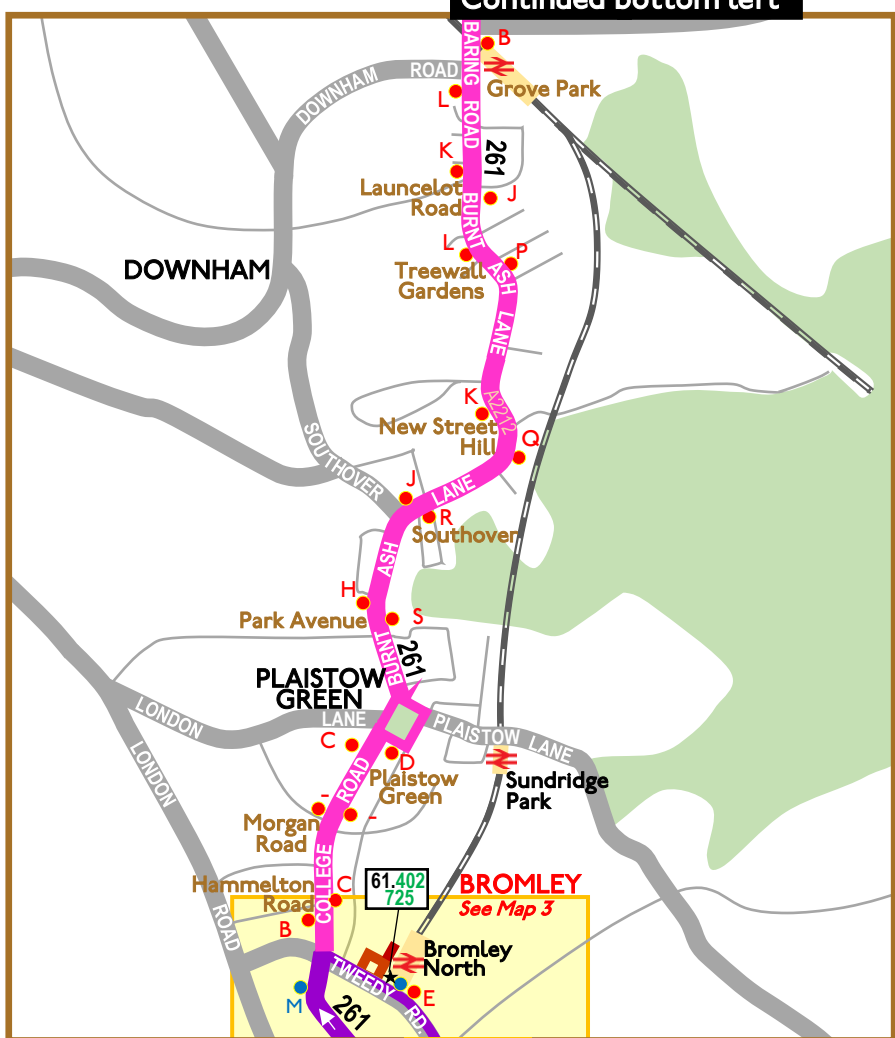 Continued bottom left
BARING ROAD
B
Grove Park
DOWNHAM ROAD
L
261
K
Launcelot
Road
J
BURNT ASH LANE
L
P
Treewall
Gardens
DOWNHAM
A2212
K
New Street
Hill
Q
SOUTHOVER
LANE
J
R
Southover
ASH
H
Park Avenue
S
BURNT
261
PLAISTOW
GREEN
LONDON LANE
PLAISTOW LANE
C
D
Plaistow
Green
Sundridge
Park
LONDON
ROAD
-
-
Morgan
Road
COLLEGE
Hammelton
Road
C
B
61.402
725
BROMLEY
See Map 3
ROAD
Bromley
North
TWEEDY RD.
E
M
261